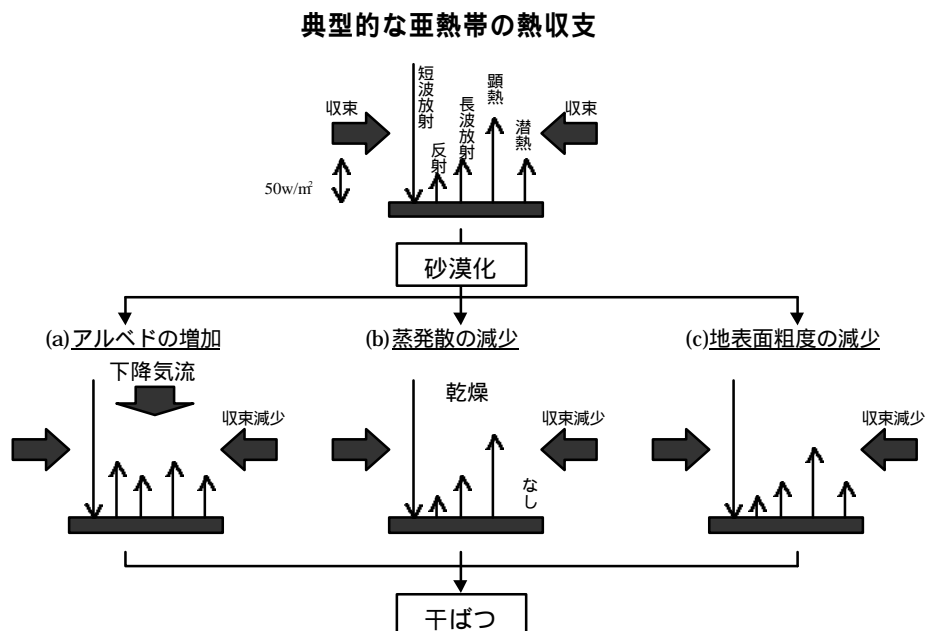 典型的な亜熱帯の熱収支
収束
短波放射
反射
長波放射
顕熱
潜熱
収束
50w/m²
砂漠化
(a)アルベドの増加
(b)蒸発散の減少
(c)地表面粗度の減少
下降気流
収束減少
乾燥
収束減少
なし
収束減少
干ばつ